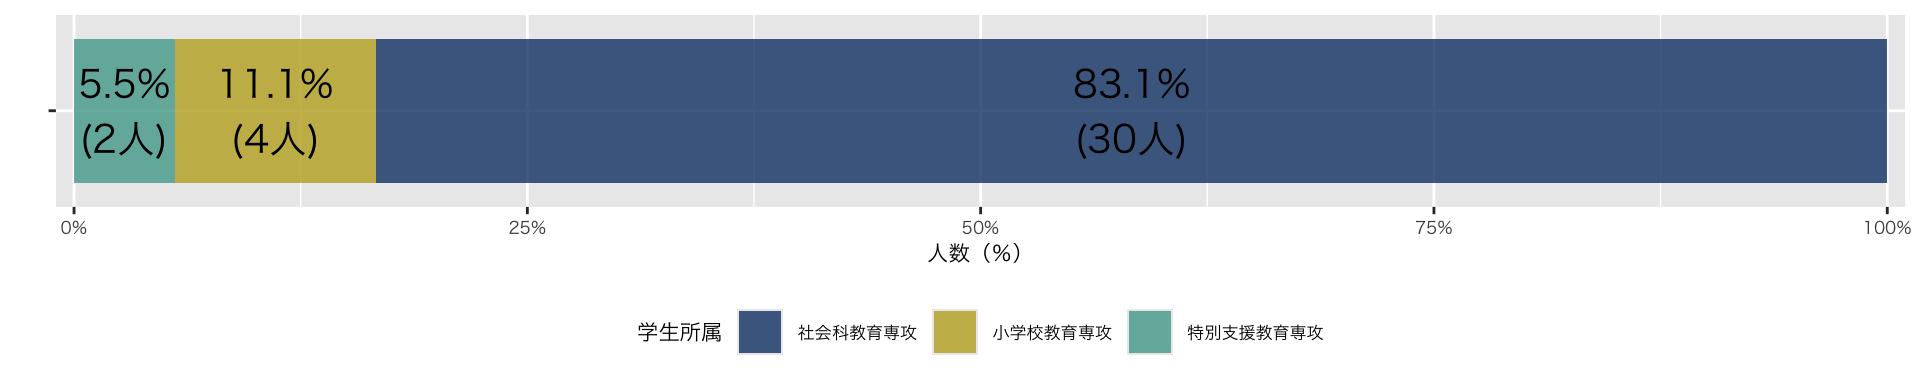 5.5% 11.1% 83.1%
(2人) (4人) (30人)
0% 25% 50% 75% 100%
人数（%）
学生所属 社会科教育専攻 小学校教育専攻 特別支援教育専攻